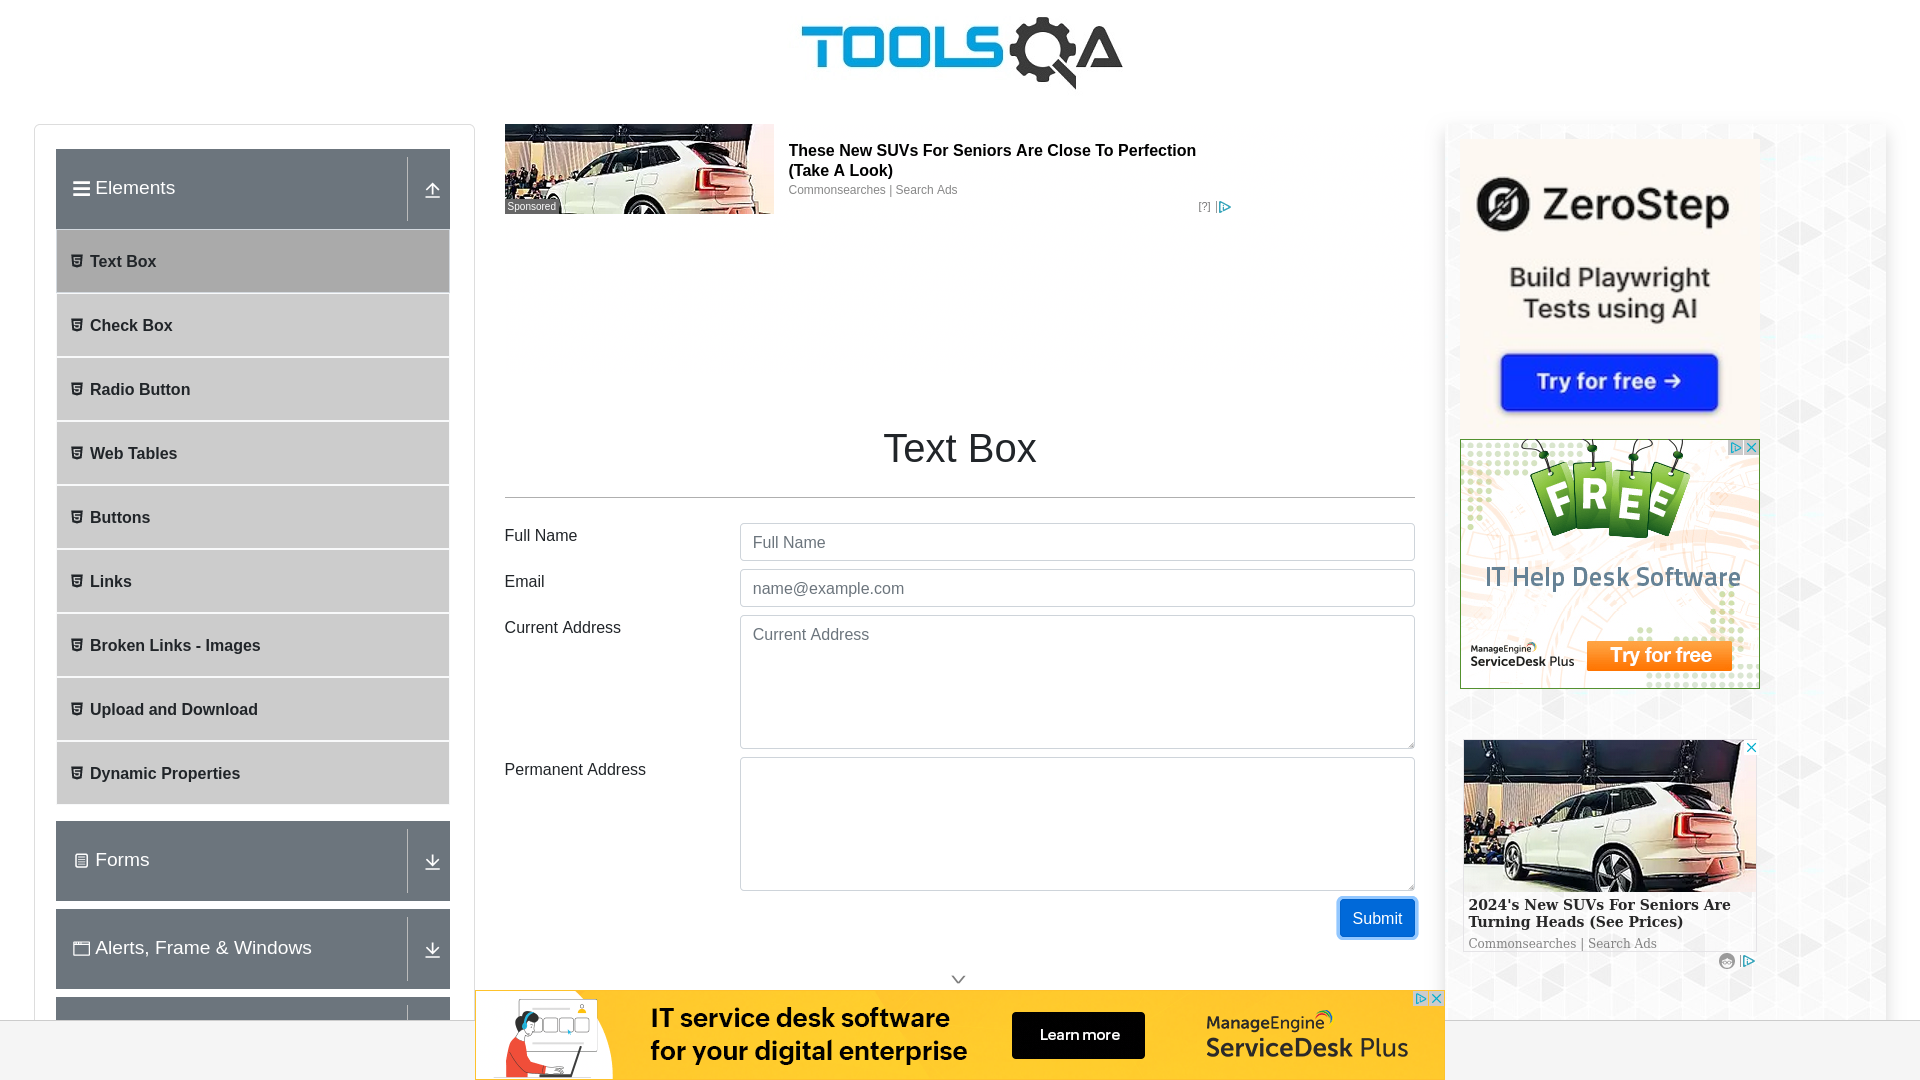 TOOLSQA
Elements
Text Box
Check Box
Radio Button
Web Tables
Buttons
Links
Broken Links - Images
Upload and Download
Dynamic Properties
Forms
Alerts, Frame & Windows
Sponsored
These New SUVs For Seniors Are Close To Perfection
(Take A Look)
Commonsearches | Search Ads
[?]
Text Box
Full Name
Full Name
Email
name@example.com
Current Address
Current Address
Permanent Address
Submit
IT service desk software
for your digital enterprise
Learn more
ManageEngine
ServiceDesk Plus
ZeroStep
Build Playwright
Tests using AI
Try for free →
FREE
IT Help Desk Software
ManageEngine
ServiceDesk Plus
Try for free
2024's New SUVs For Seniors Are
Turning Heads (See Prices)
Commonsearches | Search Ads